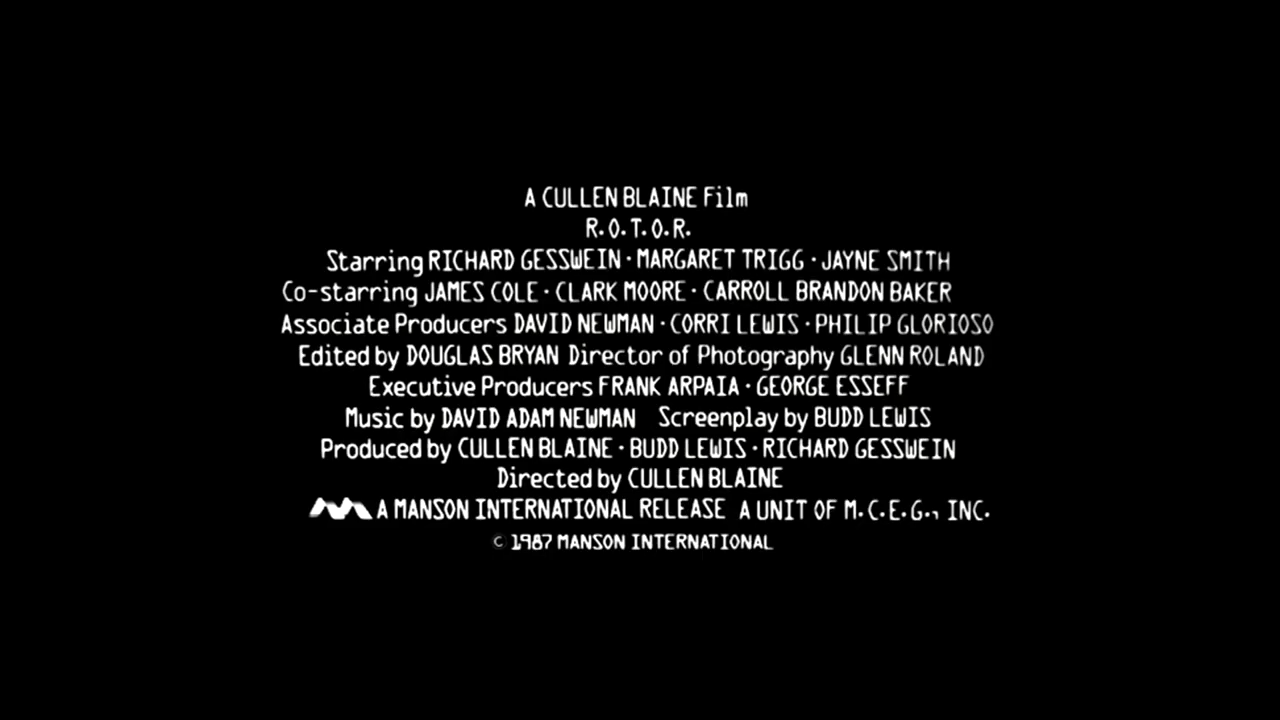 A CULLEN BLAINE Film
R.O.T.O.R.
Starring RICHARD GESSWEIN · MARGARET TRIGG · JAYNE SMITH
Co-starring JAMES COLE · CLARK MOORE · CARROLL BRANDON BAKER
Associate Producers DAVID NEWMAN · CORRI LEWIS · PHILIP GLORIOSO
Edited by DOUGLAS BRYAN Director of Photography GLENN ROLAND
Executive Producers FRANK ARPAIA · GEORGE ESSEFF
Music by DAVID ADAM NEWMAN Screenplay by BUDD LEWIS
Produced by CULLEN BLAINE · BUDD LEWIS · RICHARD GESSWEIN
Directed by CULLEN BLAINE
A MANSON INTERNATIONAL RELEASE A UNIT OF M.C.E.G., INC.
© 1987 MANSON INTERNATIONAL